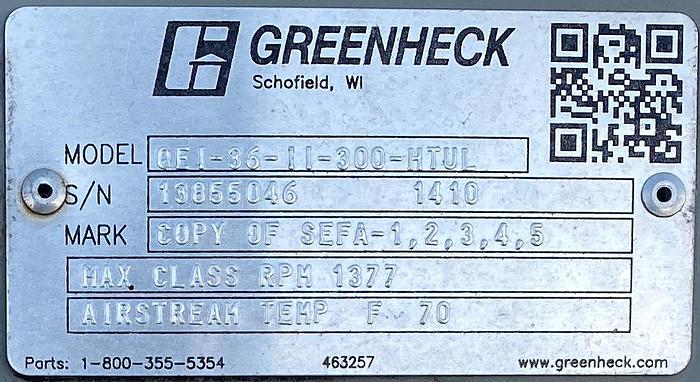 GREENHECK
Schofield, WI
MODEL QEI-36-II-300-HTUL
S/N 13855046 1410
MARK COPY OF SEFA-1,2,3,4,5
MAX CLASS RPM 1377
AIRSTREAM TEMP F 70
Parts: 1-800-355-5354 463257 www.greenheck.com